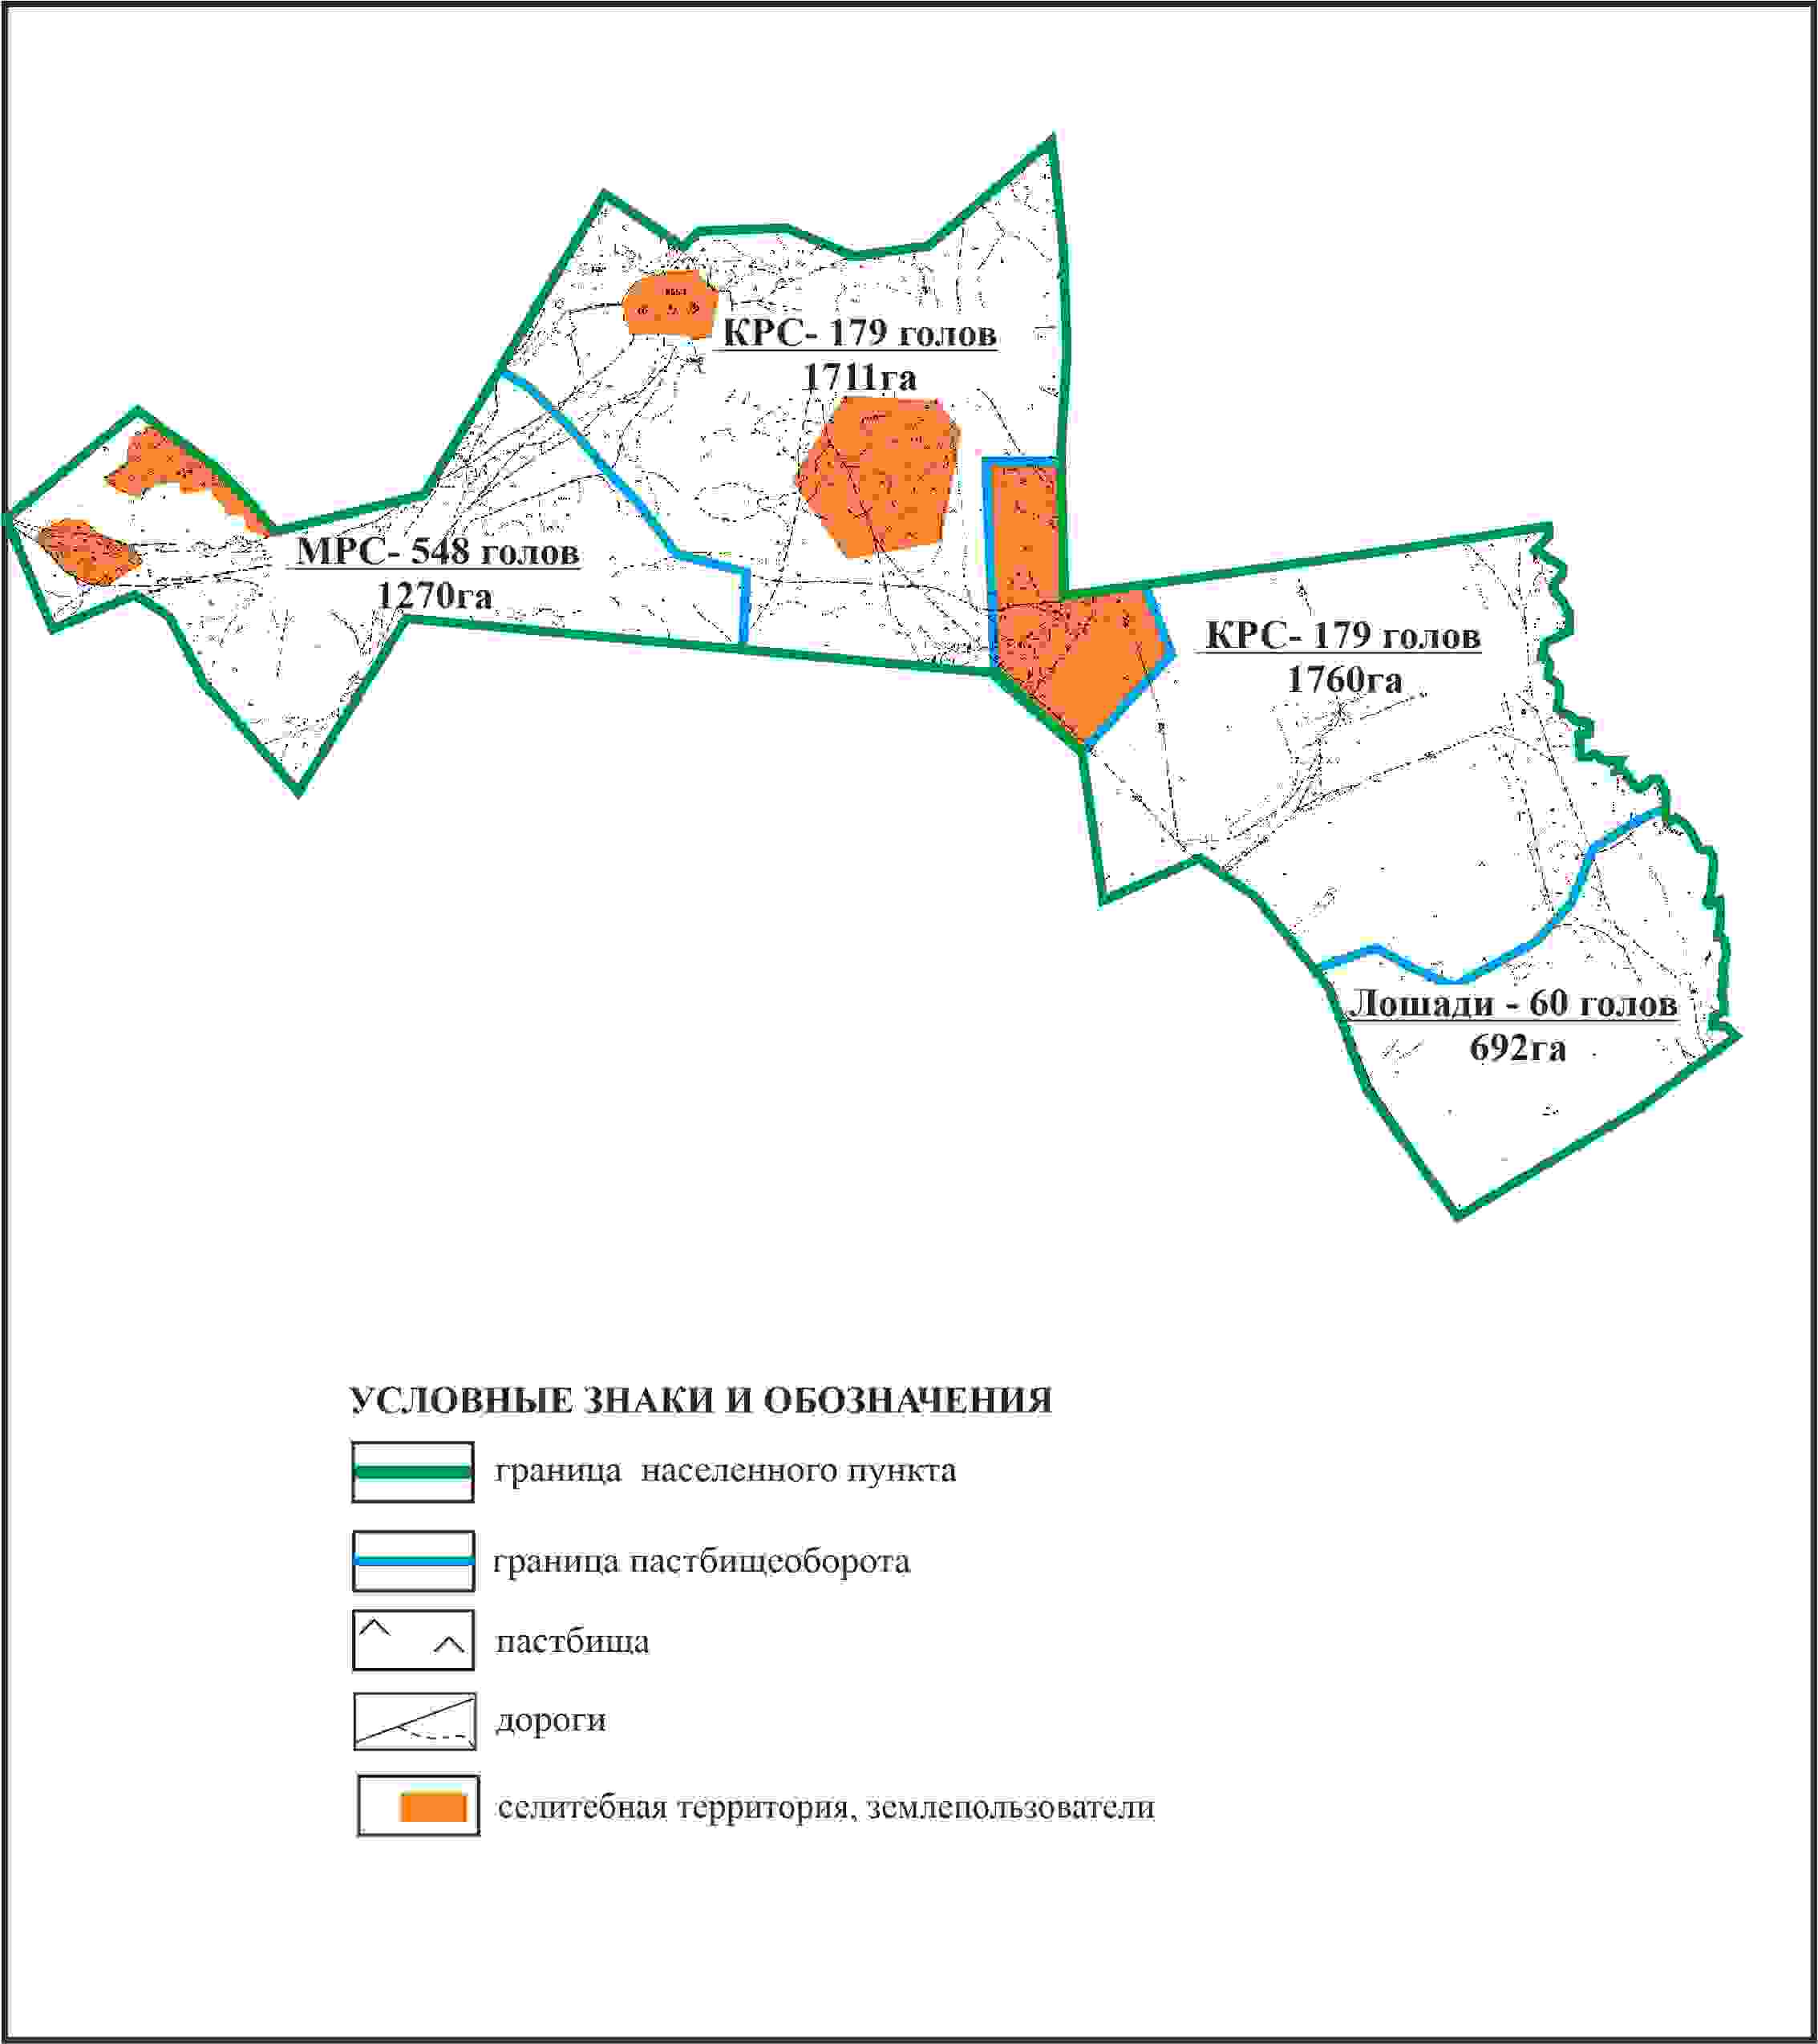 КРС- 179 голов
1711га
МРС- 548 голов
1270га
КРС- 179 голов
1760га
Лошади - 60 голов
692га
УСЛОВНЫЕ ЗНАКИ И ОБОЗНАЧЕНИЯ
граница населенного пункта
граница пастбищеоборота
пастбища
дороги
селитебная территория, землепользователи